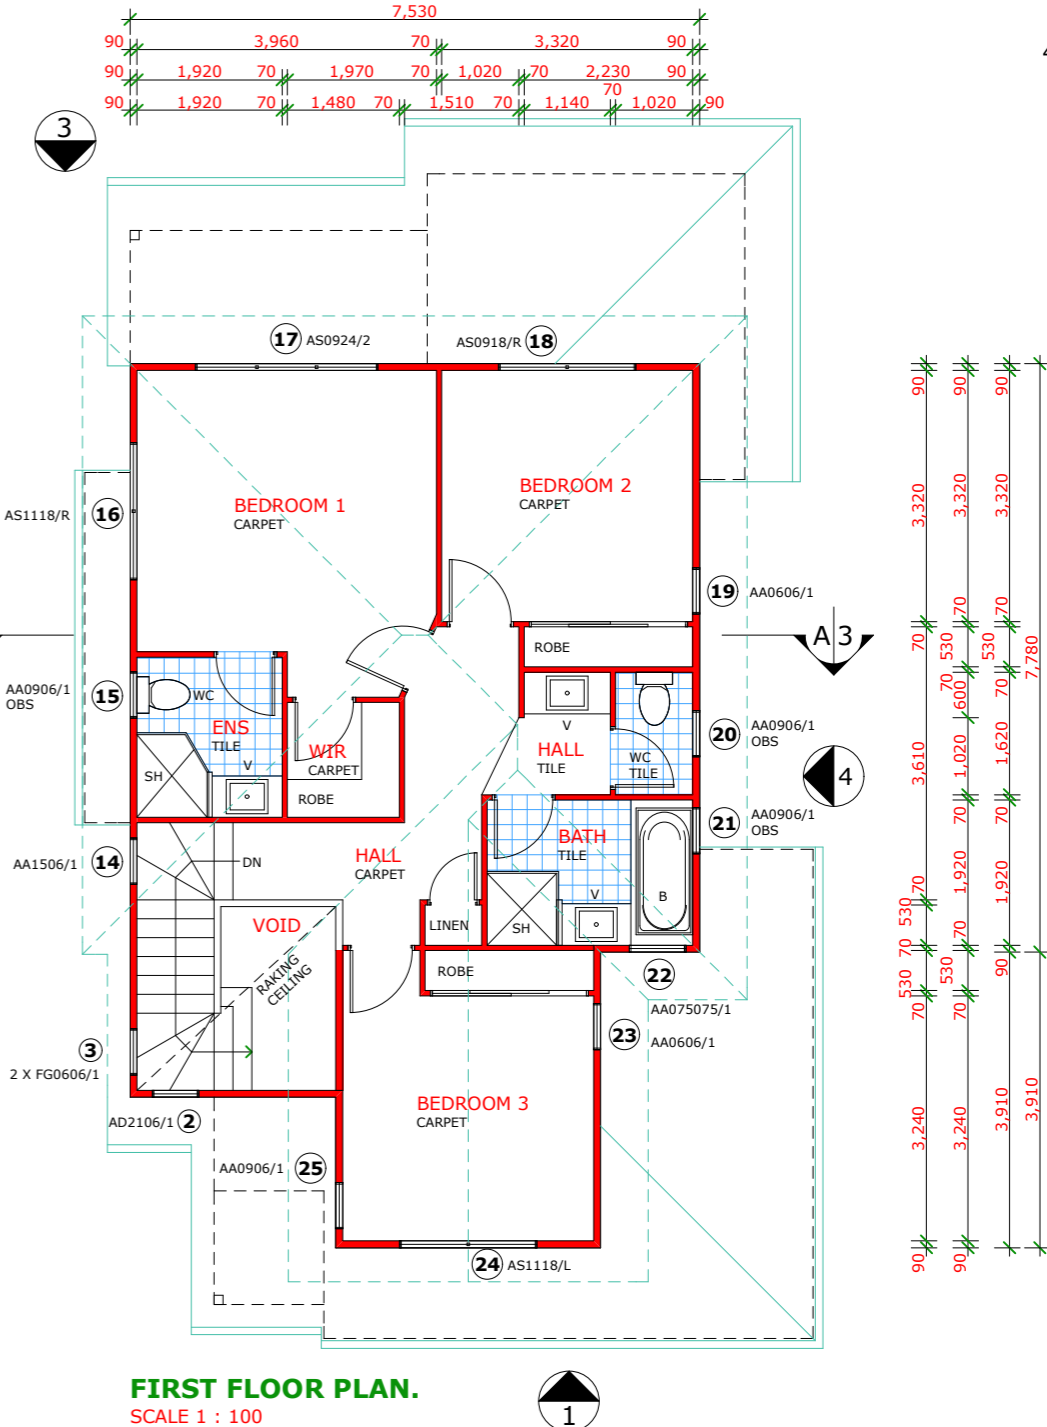 7,530
90 3,960 70 3,320 90
90 1,920 70 1,970 70 1,020 70 2,230 90
70
90 1,920 70 1,480 70 1,510 70 1,140 1,020 90
3
4
17 AS0924/2
AS0918/R 18
AS1118/R 16
BEDROOM 1
CARPET
BEDROOM 2
CARPET
19 AA0606/1
A 3
ROBE
AA0906/1
OBS
15
WC
ENS
TILE
V
SH
WIR
CARPET
ROBE
V
HALL
TILE
WC
TILE
20 AA0906/1
OBS
4
21 AA0906/1
OBS
AA1506/1 14
DN
HALL
CARPET
BATH
TILE
V
B
SH
LINEN
VOID
RAKING
CEILING
ROBE
22
AA075075/1
23 AA0606/1
3
2 X FG0606/1
AD2106/1 2
BEDROOM 3
CARPET
AA0906/1 25
24 AS1118/L
90 3,320 70 3,610 70 530 70 530 70 3,240 90
90 3,320 70 530 70 600 1,020 70 1,920 70 530 70 3,240 90
90 3,320 70 530 70 1,620 70 1,920 90 3,910
7,780 3,910
FIRST FLOOR PLAN.
SCALE 1 : 100
1